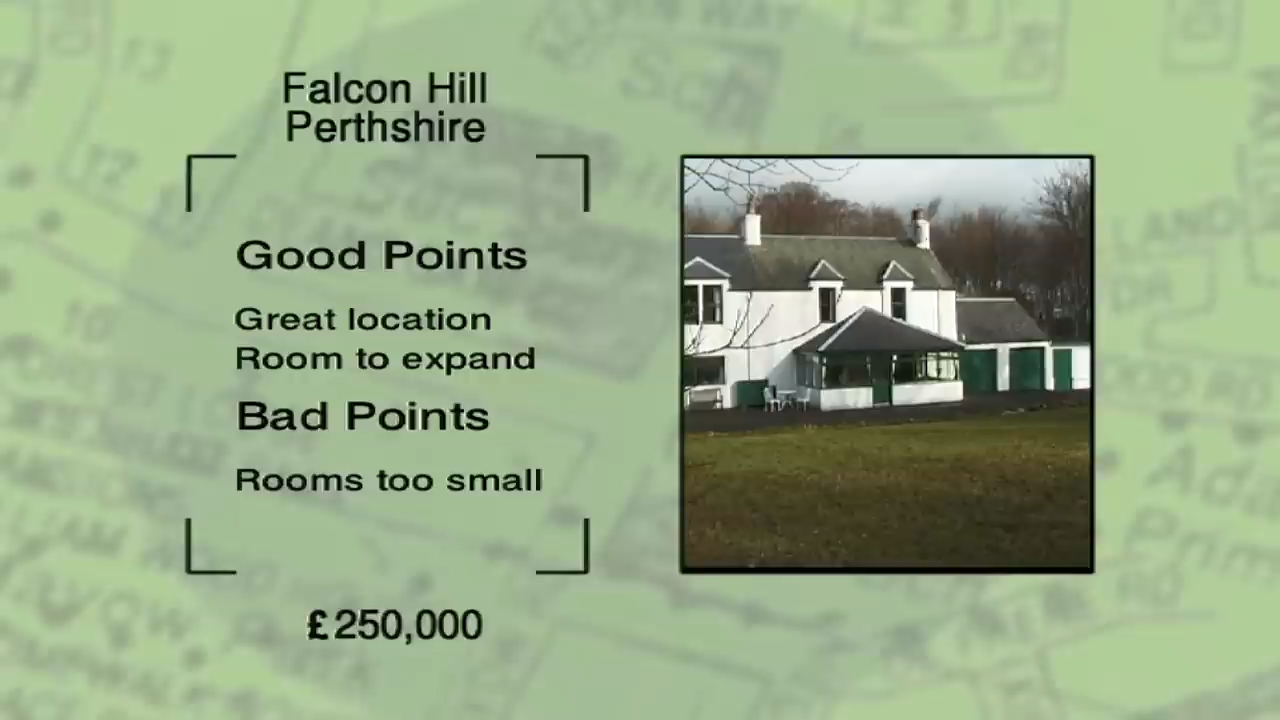 Falcon Hill
Perthshire
Good Points
Great location
Room to expand
Bad Points
Rooms too small
£250,000